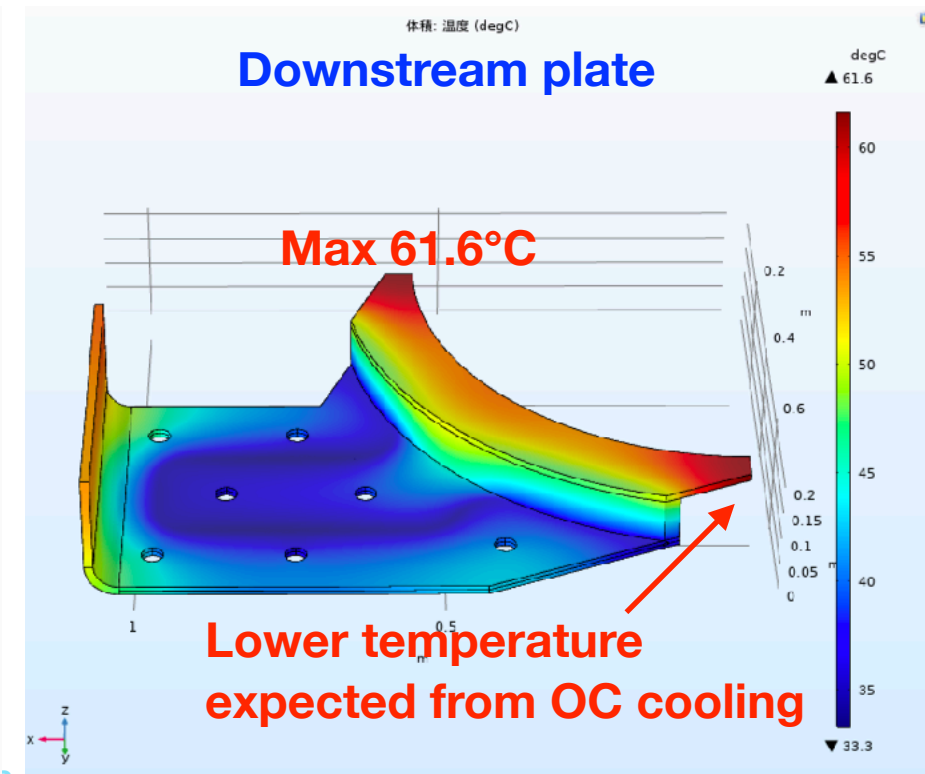 体積: 温度 (degC)
Downstream plate
degC
▲ 61.6
60
55
50
45
40
35
▼ 33.3
Max 61.6°C
0.2
m
0.4
0.6
0.2
0.15
0.1
0.05
m
0
1
0.5
m
Lower temperature
expected from OC cooling
z
x
y